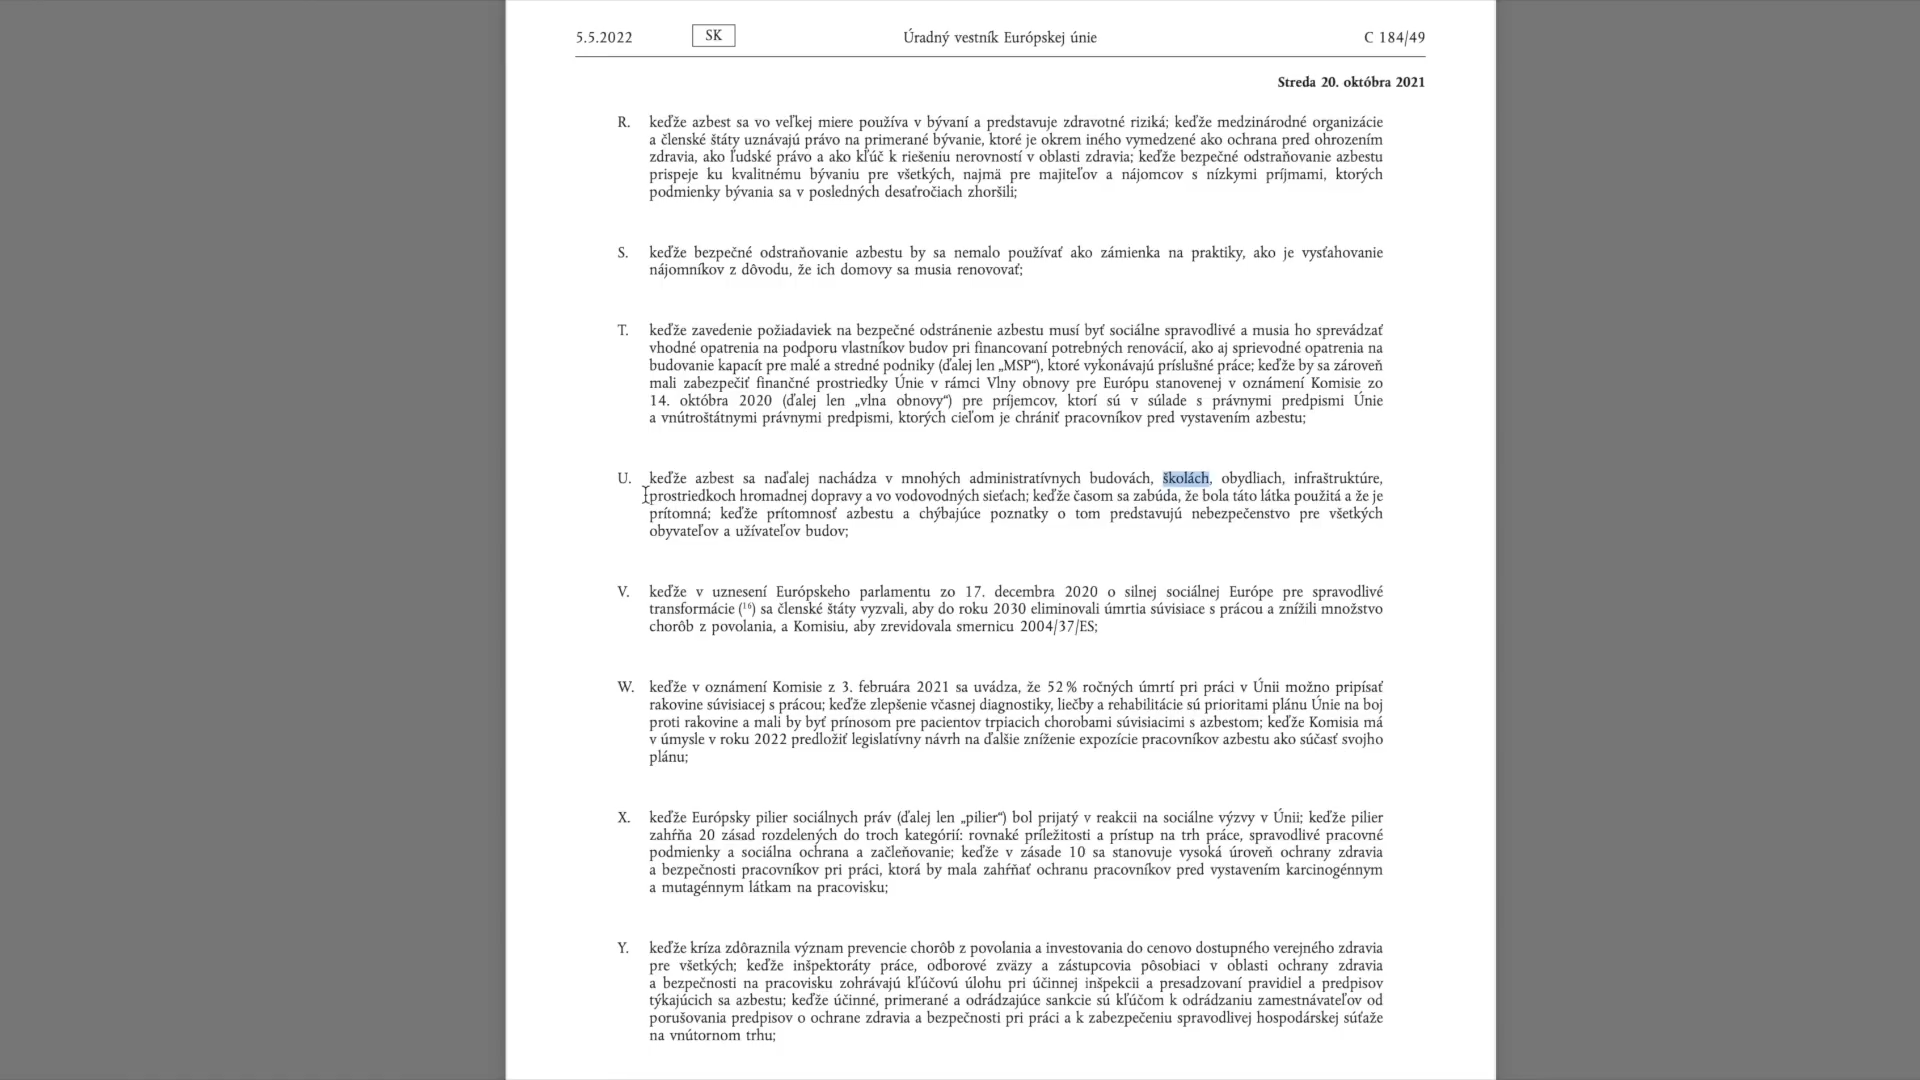 5.5.2022 SK Úradný vestník Európskej únie C 184/49
Streda 20. októbra 2021
R. keďže azbest sa vo veľkej miere používa v bývaní a predstavuje zdravotné riziká; keďže medzinárodné organizácie
a členské štáty uznávajú právo na primerané bývanie, ktoré je okrem iného vymedzené ako ochrana pred ohrozením
zdravia, ako ľudské právo a ako kľúč k riešeniu nerovností v oblasti zdravia; keďže bezpečné odstraňovanie azbestu
prispeje ku kvalitnému bývaniu pre všetkých, najmä pre majiteľov a nájomcov s nízkymi príjmami, ktorých
podmienky bývania sa v posledných desaťročiach zhoršili;
S. keďže bezpečné odstraňovanie azbestu by sa nemalo používať ako zámienka na praktiky, ako je vysťahovanie
nájomníkov z dôvodu, že ich domovy sa musia renovovať;
T. keďže zavedenie požiadaviek na bezpečné odstránenie azbestu musí byť sociálne spravodlivé a musia ho sprevádzať
vhodné opatrenia na podporu vlastníkov budov pri financovaní potrebných renovácií, ako aj sprievodné opatrenia na
budovanie kapacít pre malé a stredné podniky (ďalej len „MSP“), ktoré vykonávajú príslušné práce; keďže by sa zároveň
mali zabezpečiť finančné prostriedky Únie v rámci Vlny obnovy pre Európu stanovenej v oznámení Komisie zo
14. októbra 2020 (ďalej len „vlna obnovy“) pre príjemcov, ktorí sú v súlade s právnymi predpismi Únie
a vnútroštátnymi právnymi predpismi, ktorých cieľom je chrániť pracovníkov pred vystavením azbestu;
U. keďže azbest sa naďalej nachádza v mnohých administratívnych budovách, školách, obydliach, infraštruktúre,
prostriedkoch hromadnej dopravy a vo vodovodných sieťach; keďže časom sa zabúda, že bola táto látka použitá a že je
prítomná; keďže prítomnosť azbestu a chýbajúce poznatky o tom predstavujú nebezpečenstvo pre všetkých
obyvateľov a užívateľov budov;
V. keďže v uznesení Európskeho parlamentu zo 17. decembra 2020 o silnej sociálnej Európe pre spravodlivé
transformácie (¹⁶) sa členské štáty vyzvali, aby do roku 2030 eliminovali úmrtia súvisiace s prácou a znížili množstvo
chorôb z povolania, a Komisiu, aby zrevidovala smernicu 2004/37/ES;
W. keďže v oznámení Komisie z 3. februára 2021 sa uvádza, že 52 % ročných úmrtí pri práci v Únii možno pripísať
rakovine súvisiacej s prácou; keďže zlepšenie včasnej diagnostiky, liečby a rehabilitácie sú prioritami plánu Únie na boj
proti rakovine a mali by byť prínosom pre pacientov trpiacich chorobami súvisiacimi s azbestom; keďže Komisia má
v úmysle v roku 2022 predložiť legislatívny návrh na ďalšie zníženie expozície pracovníkov azbestu ako súčasť svojho
plánu;
X. keďže Európsky pilier sociálnych práv (ďalej len „pilier“) bol prijatý v reakcii na sociálne výzvy v Únii; keďže pilier
zahŕňa 20 zásad rozdelených do troch kategórií: rovnaké príležitosti a prístup na trh práce, spravodlivé pracovné
podmienky a sociálna ochrana a začleňovanie; keďže v zásade 10 sa stanovuje vysoká úroveň ochrany zdravia
a bezpečnosti pracovníkov pri práci, ktorá by mala zahŕňať ochranu pracovníkov pred vystavením karcinogénnym
a mutagénnym látkam na pracovisku;
Y. keďže kríza zdôraznila význam prevencie chorôb z povolania a investovania do cenovo dostupného verejného zdravia
pre všetkých; keďže inšpektoráty práce, odborové zväzy a zástupcovia pôsobiaci v oblasti ochrany zdravia
a bezpečnosti na pracovisku zohrávajú kľúčovú úlohu pri účinnej inšpekcii a presadzovaní pravidiel a predpisov
týkajúcich sa azbestu; keďže účinné, primerané a odrádzajúce sankcie sú kľúčom k odrádzaniu zamestnávateľov od
porušovania predpisov o ochrane zdravia a bezpečnosti pri práci a k zabezpečeniu spravodlivej hospodárskej súťaže
na vnútornom trhu;